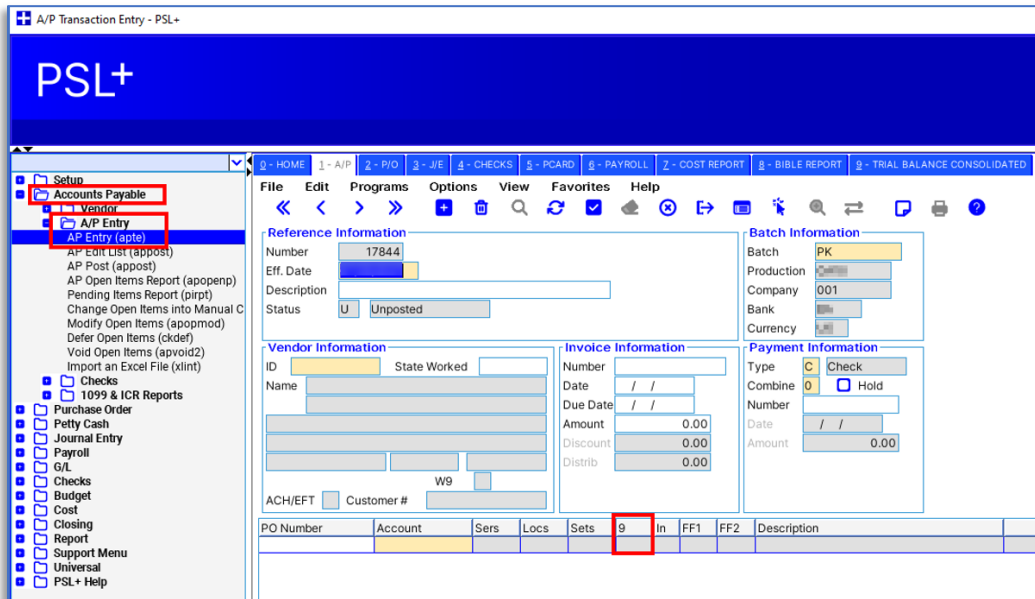 A/P Transaction Entry - PSL+
PSL+
0 - HOME 1 - A/P 2 - P/O 3 - J/E 4 - CHECKS 5 - PCARD 6 - PAYROLL 7 - COST REPORT 8 - BIBLE REPORT 9 - TRIAL BALANCE CONSOLIDATED
File Edit Programs Options View Favorites Help
Setup
Accounts Payable
Vendor
A/P Entry
AP Entry (apte)
AP Edit List (appost)
AP Post (appost)
AP Open Items Report (apopenp)
Pending Items Report (pirpt)
Change Open Items into Manual C
Modify Open Items (apopmod)
Defer Open Items (ckdef)
Void Open Items (apvoid2)
Import an Excel File (xlint)
Checks
1099 & ICR Reports
Purchase Order
Petty Cash
Journal Entry
Payroll
G/L
Checks
Budget
Cost
Closing
Report
Support Menu
Universal
PSL+ Help
Reference Information
Number 17844
Eff. Date
Description
Status U Unposted
Batch Information
Batch PK
Production
Company 001
Bank
Currency
Vendor Information
ID State Worked
Name
W9
ACH/EFT Customer #
Invoice Information
Number
Date / /
Due Date / /
Amount 0.00
Discount 0.00
Distrib 0.00
Payment Information
Type C Check
Combine 0 Hold
Number
Date / /
Amount 0.00
PO Number Account Sers Locs Sets 9 In FF1 FF2 Description